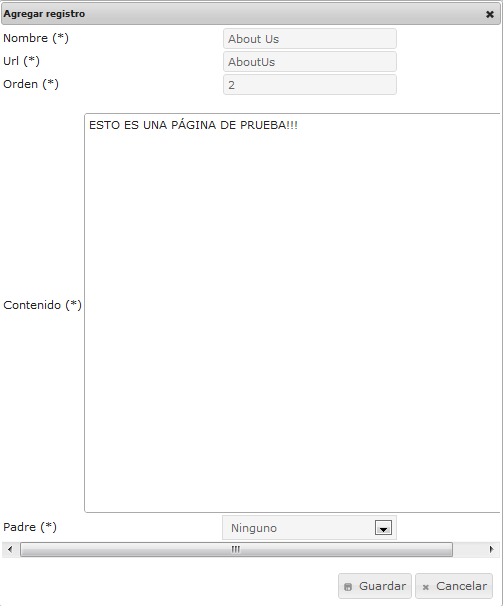 Agregar registro
Nombre (*) About Us
Url (*) AboutUs
Orden (*) 2
ESTO ES UNA PÁGINA DE PRUEBA!!!
Contenido (*)
Padre (*) Ninguno
Guardar Cancelar